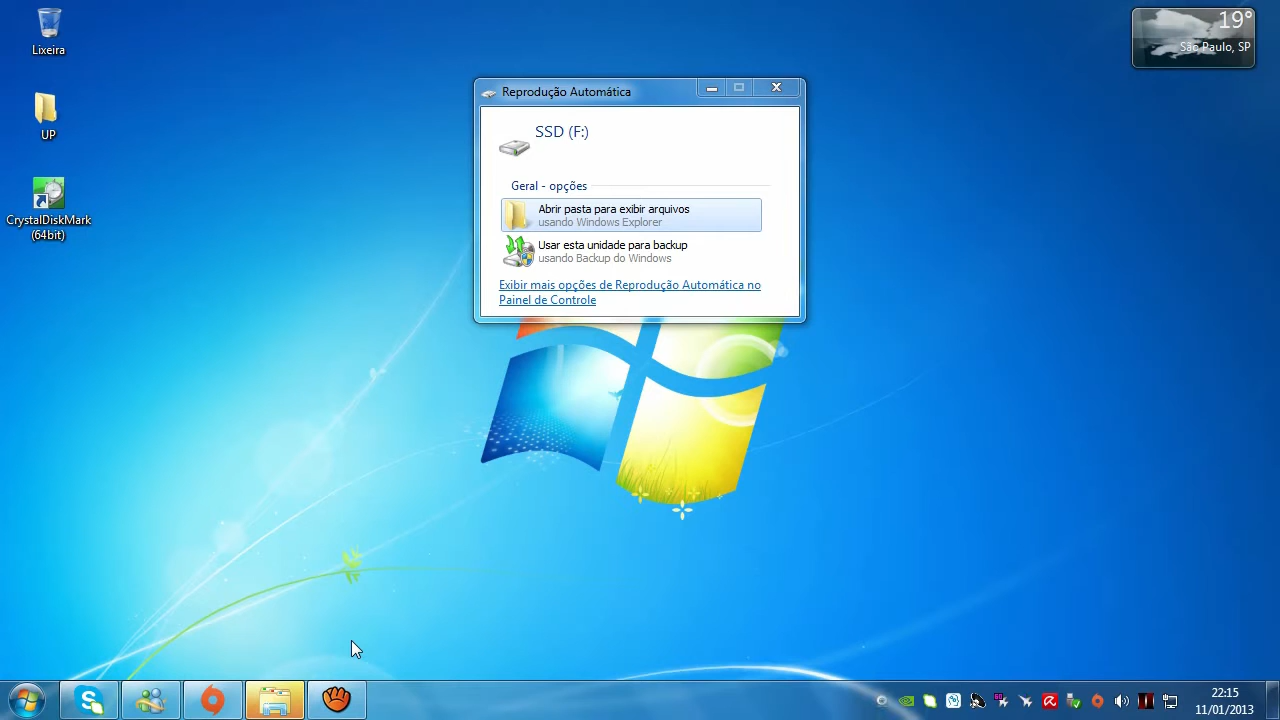 Lixeira
UP
CrystalDiskMark
(64bit)
19°
São Paulo, SP
Reprodução Automática
SSD (F:)
Geral - opções
Abrir pasta para exibir arquivos
usando Windows Explorer
Usar esta unidade para backup
usando Backup do Windows
Exibir mais opções de Reprodução Automática no
Painel de Controle
22:15
11/01/2013